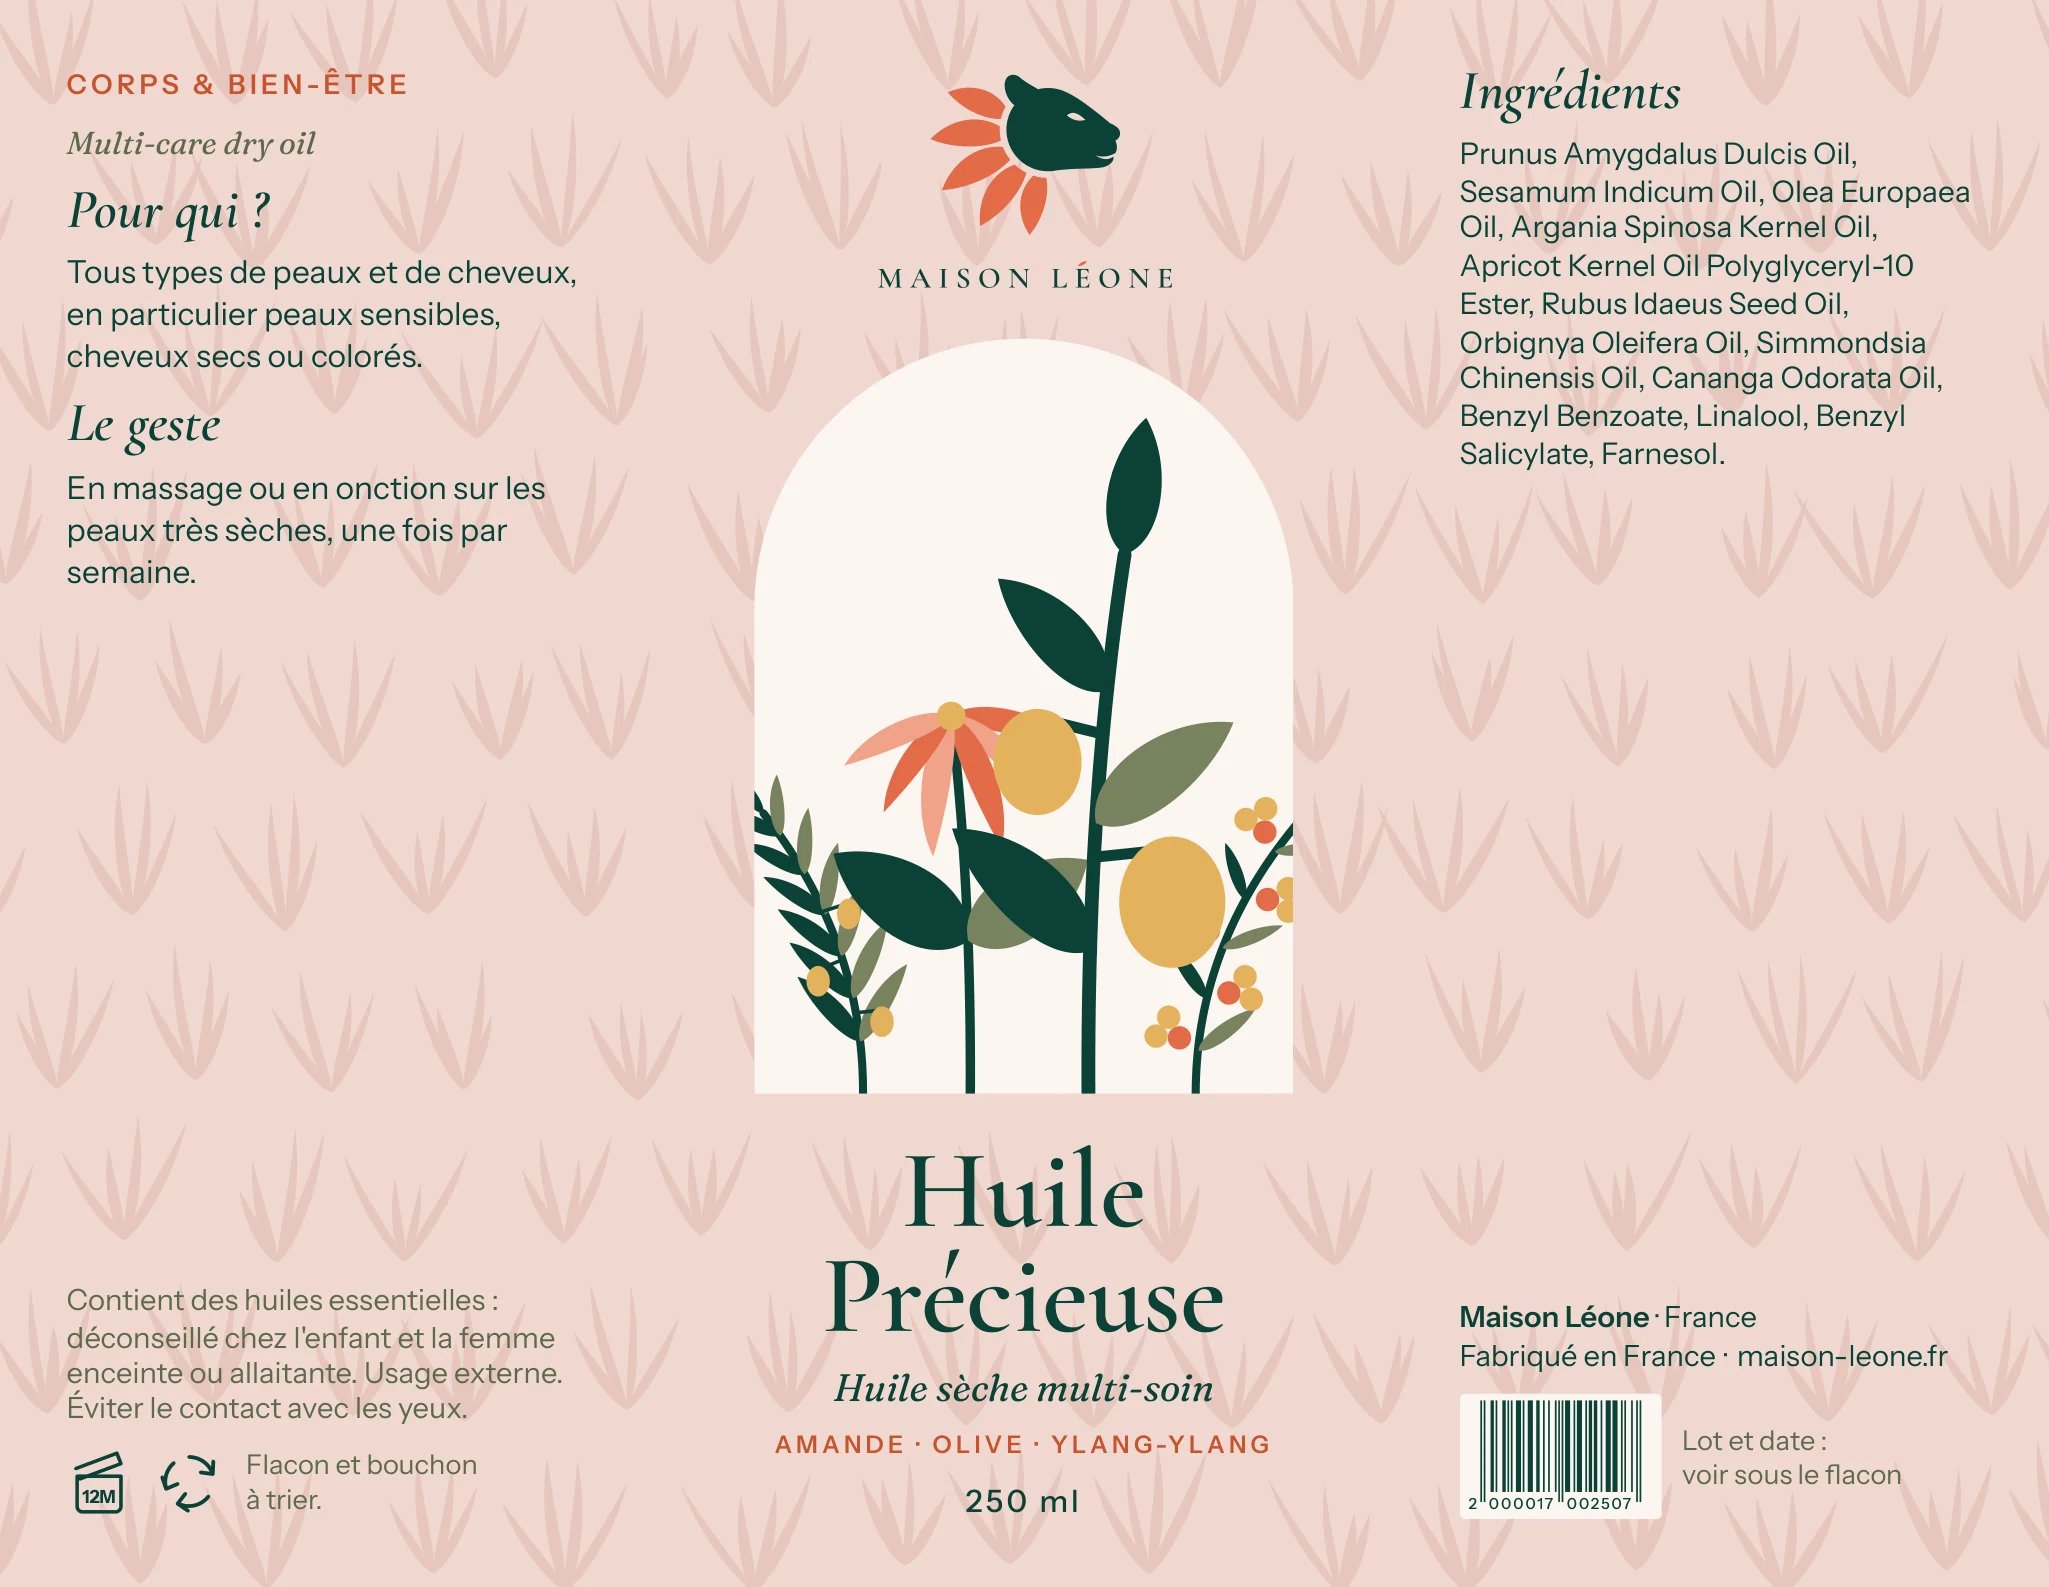 CORPS & BIEN-ÊTRE
Multi-care dry oil
Pour qui ?
Tous types de peaux et de cheveux,
en particulier peaux sensibles,
cheveux secs ou colorés.
Le geste
En massage ou en onction sur les
peaux très sèches, une fois par
semaine.
Contient des huiles essentielles :
déconseillé chez l'enfant et la femme
enceinte ou allaitante. Usage externe.
Éviter le contact avec les yeux.
12M
Flacon et bouchon
à trier.
MAISON LÉONE
Huile
Précieuse
Huile sèche multi-soin
AMANDE · OLIVE · YLANG-YLANG
250 ml
Ingrédients
Prunus Amygdalus Dulcis Oil,
Sesamum Indicum Oil, Olea Europaea
Oil, Argania Spinosa Kernel Oil,
Apricot Kernel Oil Polyglyceryl-10
Ester, Rubus Idaeus Seed Oil,
Orbignya Oleifera Oil, Simmondsia
Chinensis Oil, Cananga Odorata Oil,
Benzyl Benzoate, Linalool, Benzyl
Salicylate, Farnesol.
Maison Léone · France
Fabriqué en France · maison-leone.fr
2 000017 002507
Lot et date :
voir sous le flacon